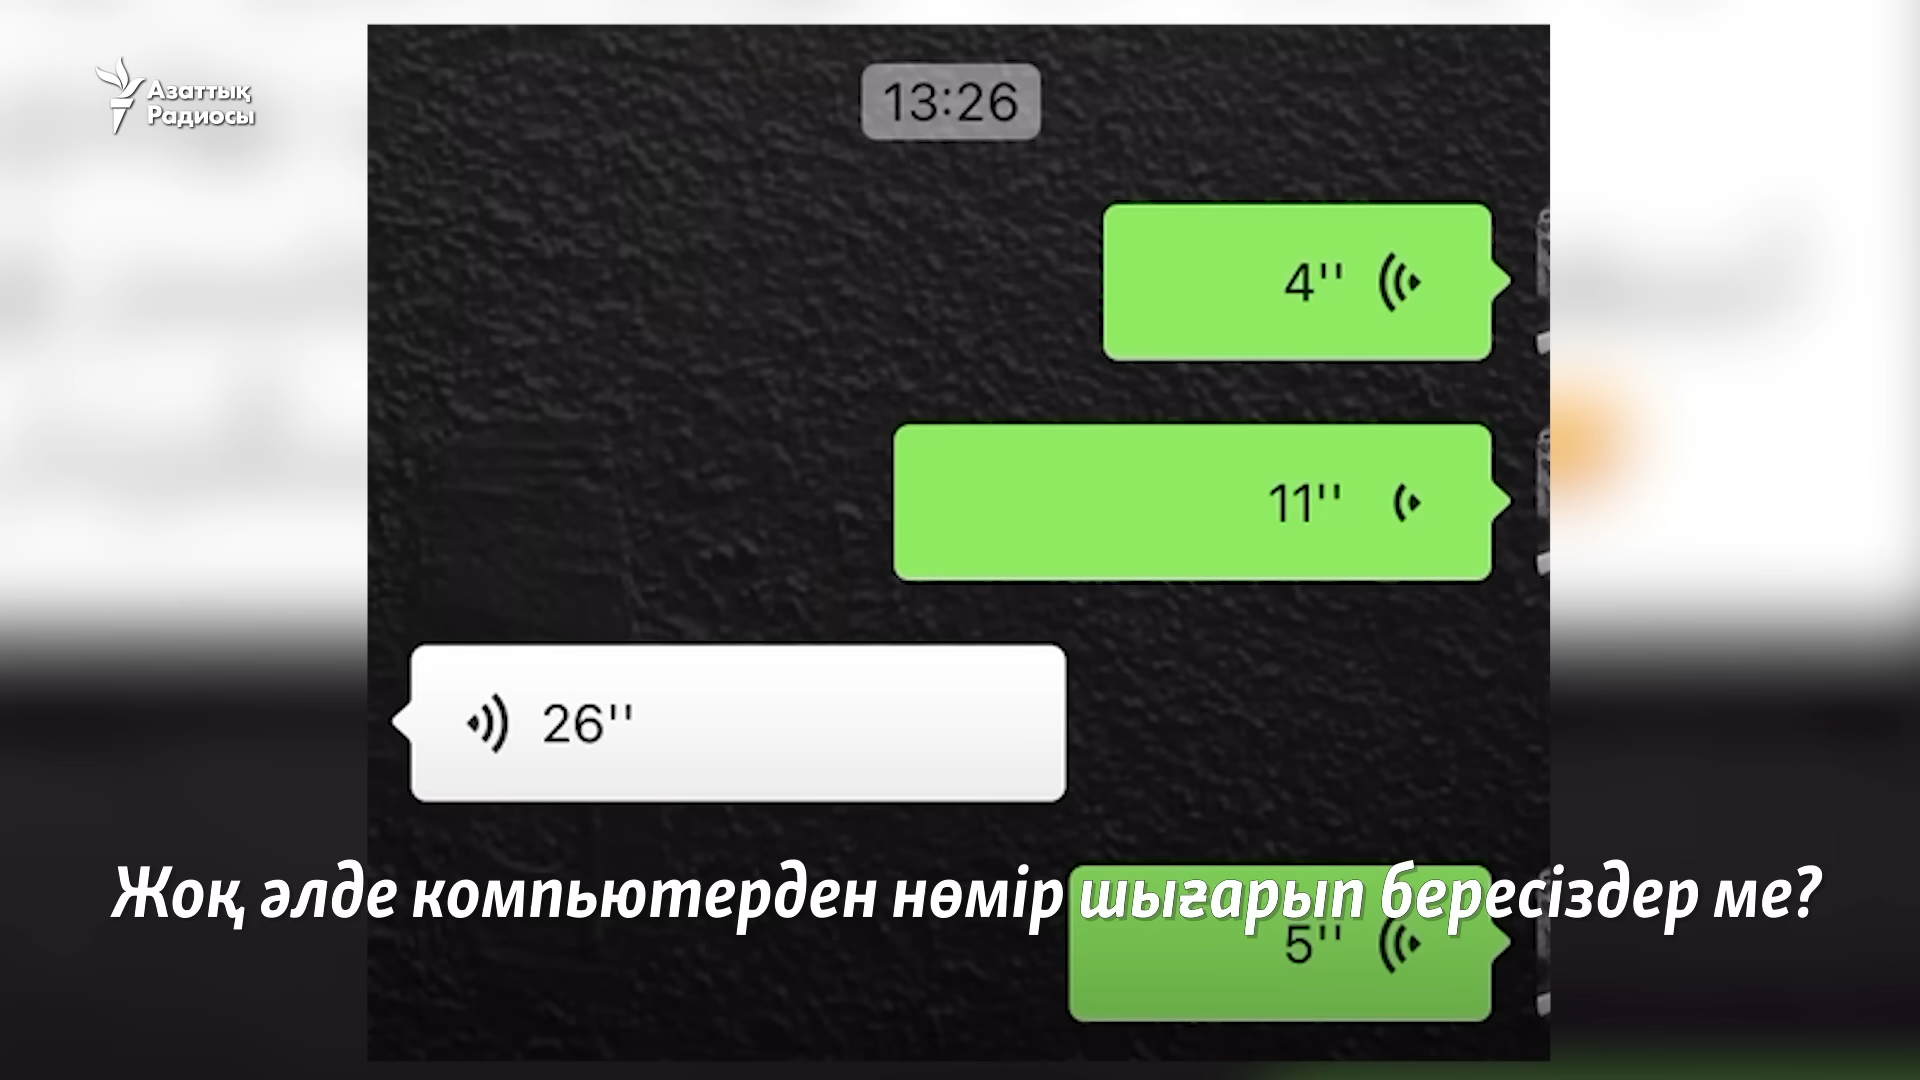 Азаттық
Радиосы
13:26
4''
11''
26''
Жоқ әлде компьютерден нөмір шығарып бересіздер ме?
5''